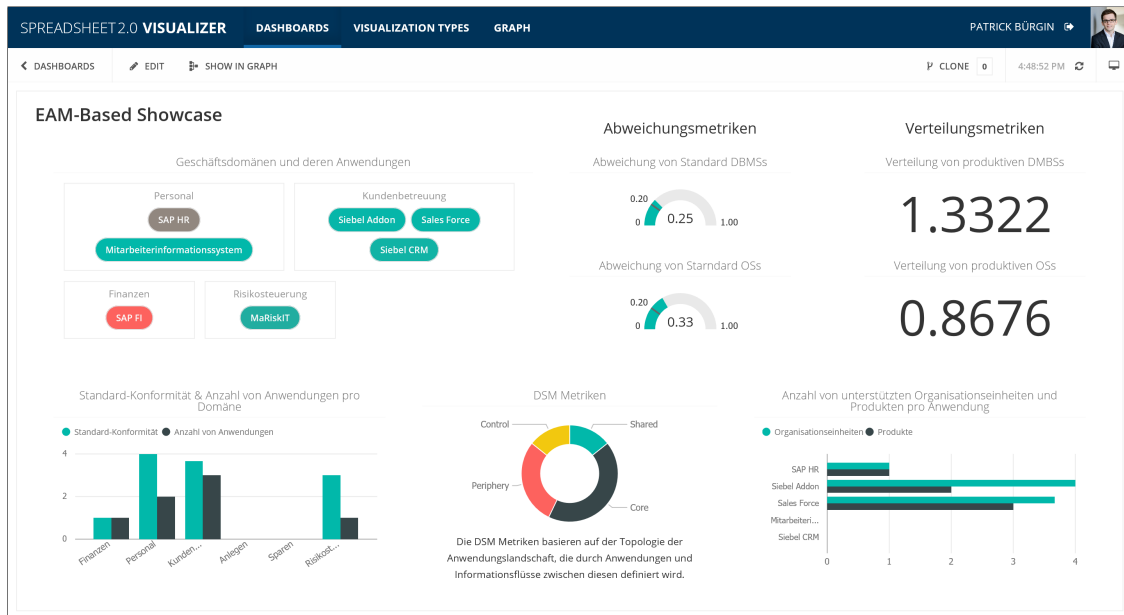 SPREADSHEET 2.0 VISUALIZER DASHBOARDS VISUALIZATION TYPES GRAPH PATRICK BÜRGIN
DASHBOARDS EDIT SHOW IN GRAPH CLONE 0 4:48:52 PM
EAM-Based Showcase
Geschäftsdomänen und deren Anwendungen
Personal
SAP HR
Mitarbeiterinformationssystem
Kundenbetreuung
Siebel Addon Sales Force
Siebel CRM
Finanzen
SAP FI
Risikosteuerung
MaRiskIT
Abweichungsmetriken
Abweichung von Standard DBMSs
0.20
0 0.25 1.00
Abweichung von Starndard OSs
0.20
0 0.33 1.00
Verteilungsmetriken
Verteilung von produktiven DMBSs
1.3322
Verteilung von produktiven OSs
0.8676
Standard-Konformität & Anzahl von Anwendungen pro
Domäne
Standard-Konformität Anzahl von Anwendungen
4
2
0
Finanzen Personal Kunden... Anlegen Sparen Risikost...
DSM Metriken
Control Shared
Periphery
Core
Die DSM Metriken basieren auf der Topologie der
Anwendungslandschaft, die durch Anwendungen und
Informationsflüsse zwischen diesen definiert wird.
Anzahl von unterstützten Organisationseinheiten und
Produkten pro Anwendung
Organisationseinheiten Produkte
SAP HR
Siebel Addon
Sales Force
Mitarbeiteri...
Siebel CRM
0 1 2 3 4